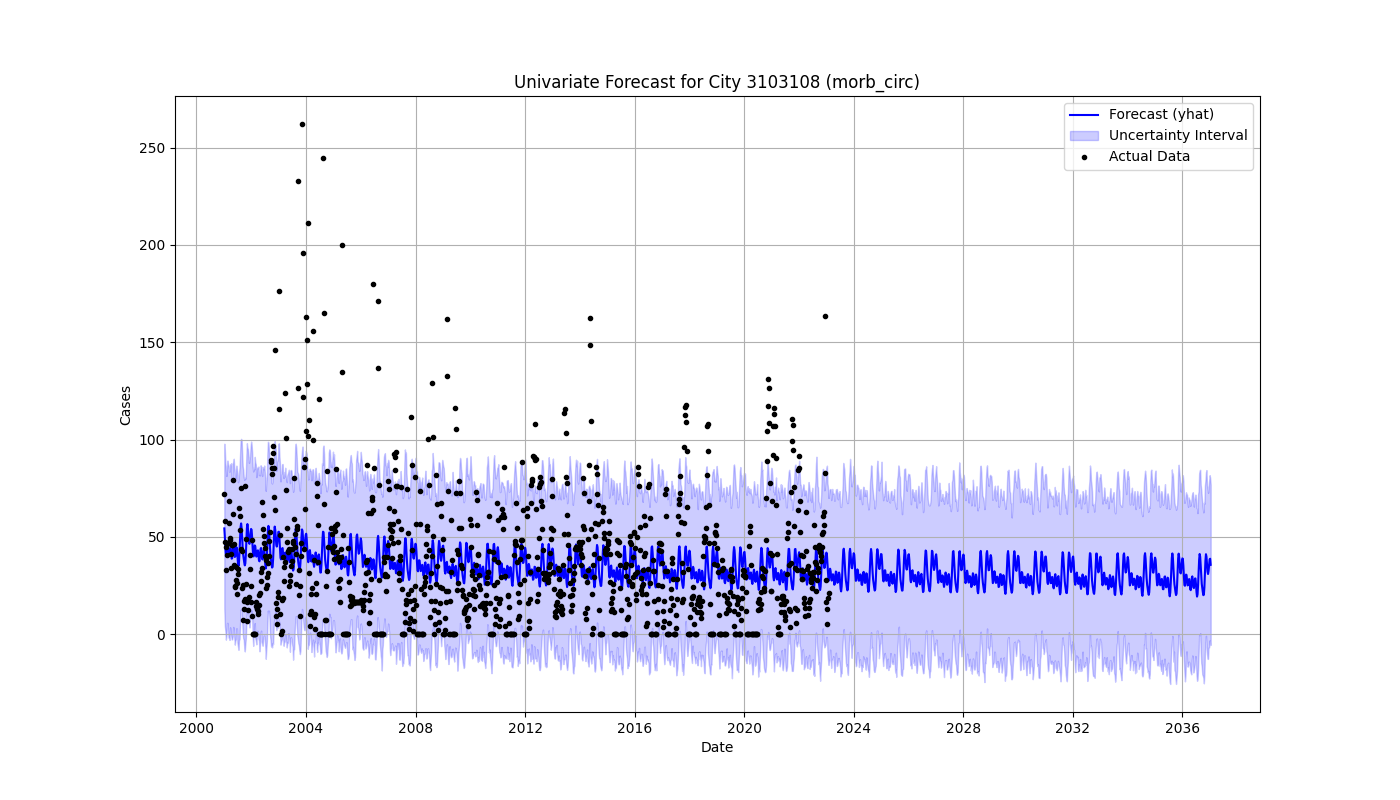 Univariate Forecast for City 3103108 (morb_circ)
Forecast (yhat)
Uncertainty Interval
Actual Data
250
200
150
100
50
0
Cases
2000 2004 2008 2012 2016 2020 2024 2028 2032 2036
Date